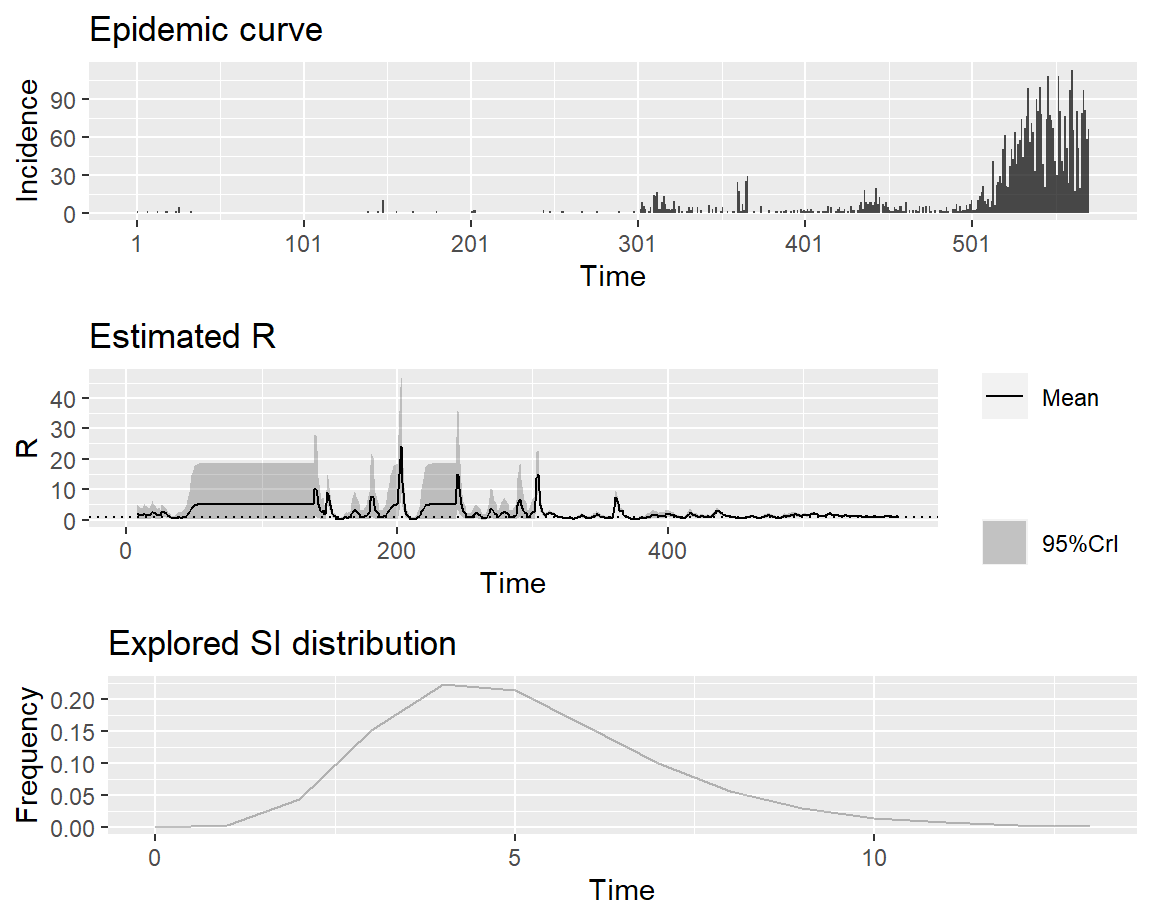 Epidemic curve
Incidence
90
60
30
0
1 101 201 301 401 501
Time
Estimated R
R
40
30
20
10
0
0 200 400
Time
Mean
95%CrI
Explored SI distribution
Frequency
0.20
0.15
0.10
0.05
0.00
0 5 10
Time